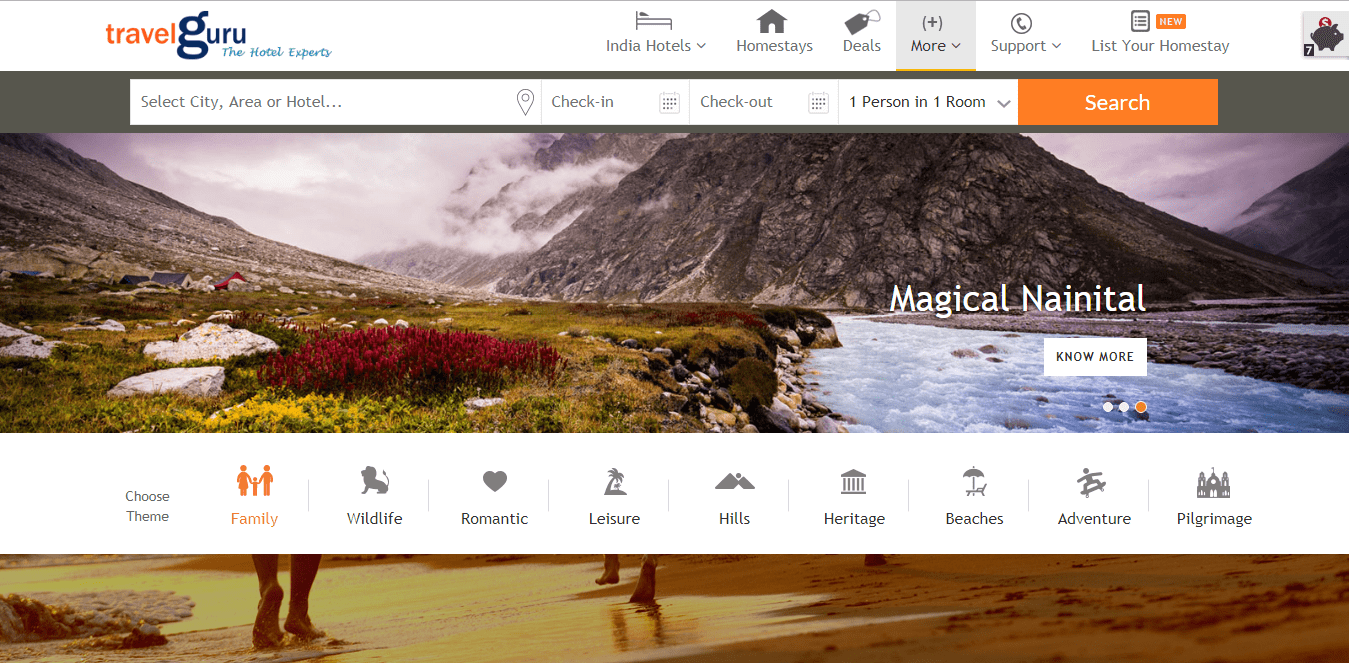 travelguru
The Hotel Experts
India Hotels
Homestays
Deals
(+)
More
Support
NEW
List Your Homestay
7
Select City, Area or Hotel...
Check-in
Check-out
1 Person in 1 Room
Search
Magical Nainital
KNOW MORE
Choose
Theme
Family
Wildlife
Romantic
Leisure
Hills
Heritage
Beaches
Adventure
Pilgrimage